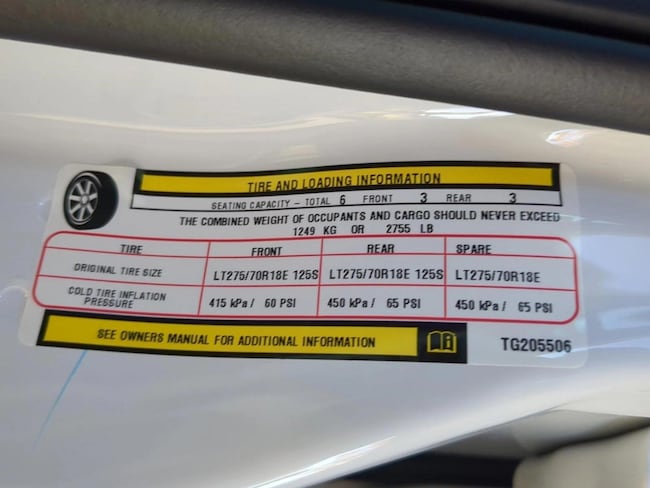 TIRE AND LOADING INFORMATION
SEATING CAPACITY – TOTAL 6 FRONT 3 REAR 3
THE COMBINED WEIGHT OF OCCUPANTS AND CARGO SHOULD NEVER EXCEED
1249 KG OR 2755 LB
TIRE FRONT REAR SPARE
ORIGINAL TIRE SIZE LT275/70R18E 125S LT275/70R18E 125S LT275/70R18E
COLD TIRE INFLATION
PRESSURE 415 kPa / 60 PSI 450 kPa / 65 PSI 450 kPa / 65 PSI
SEE OWNERS MANUAL FOR ADDITIONAL INFORMATION
TG205506